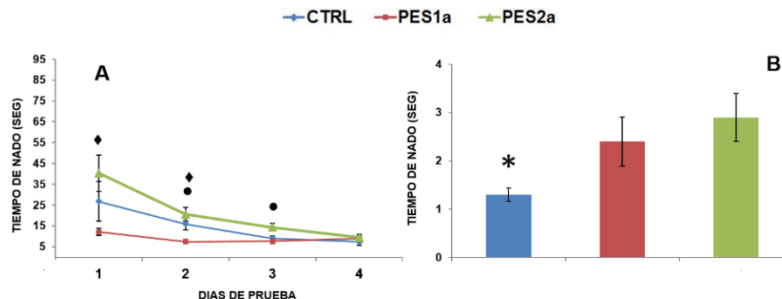 CTRL PES1a PES2a
A
TIEMPO DE NADO (SEG)
95
85
75
65
55
45
35
25
15
5
1 2 3 4
DIAS DE PRUEBA
B
TIEMPO DE NADO (SEG)
4
3
2
1
0
*